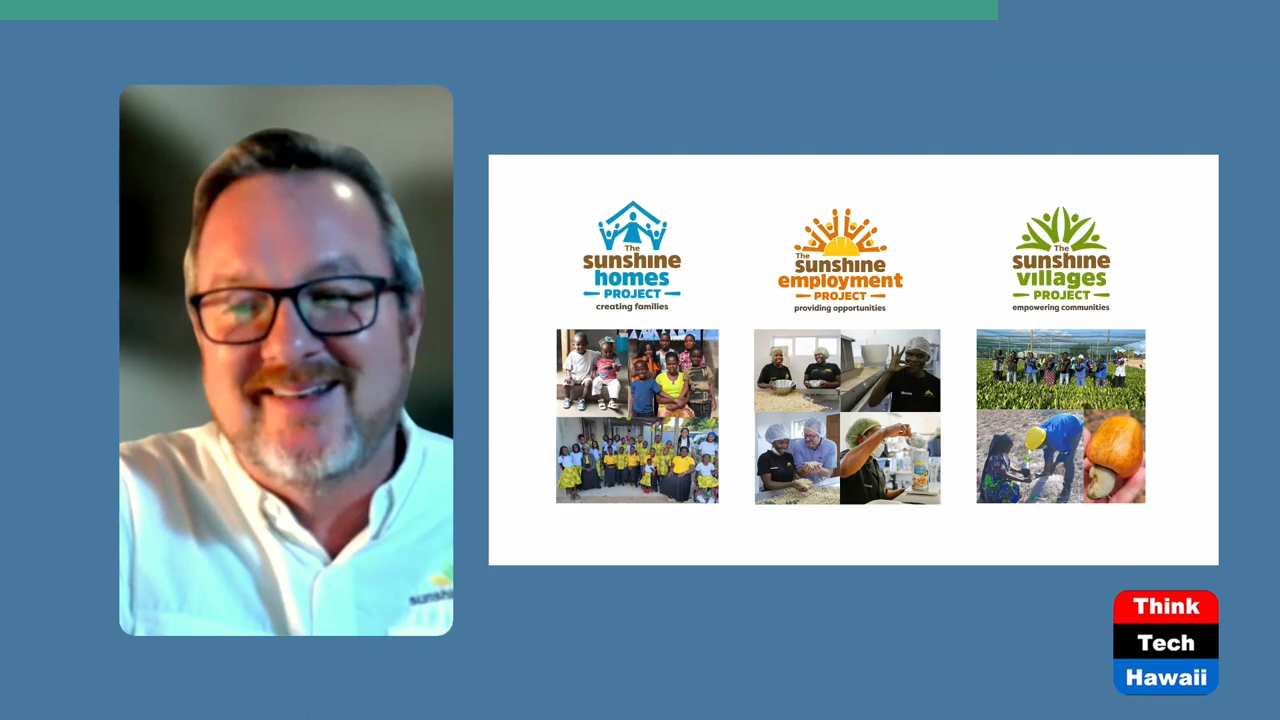 The
sunshine
homes
PROJECT
creating families
The
sunshine
employment
PROJECT
providing opportunities
The
sunshine
villages
PROJECT
empowering communities
Think
Tech
Hawaii